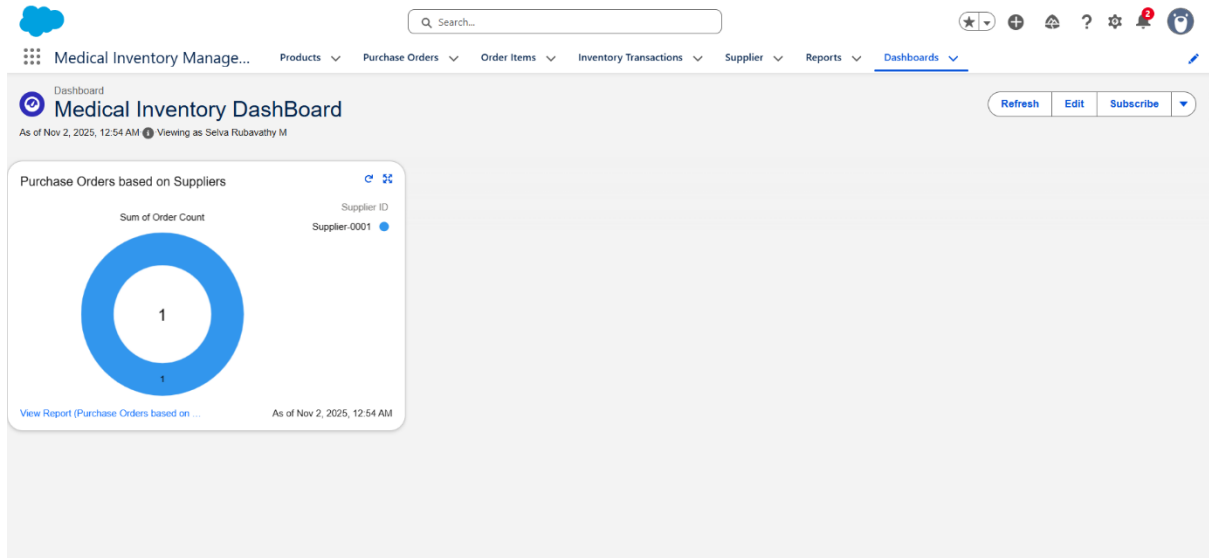 Search...
2
Medical Inventory Manage... Products Purchase Orders Order Items Inventory Transactions Supplier Reports Dashboards
Dashboard
Medical Inventory DashBoard
Refresh Edit Subscribe
As of Nov 2, 2025, 12:54 AM Viewing as Selva Rubavathy M
Purchase Orders based on Suppliers
Supplier ID
Sum of Order Count
Supplier-0001
1
1
View Report (Purchase Orders based on ... As of Nov 2, 2025, 12:54 AM